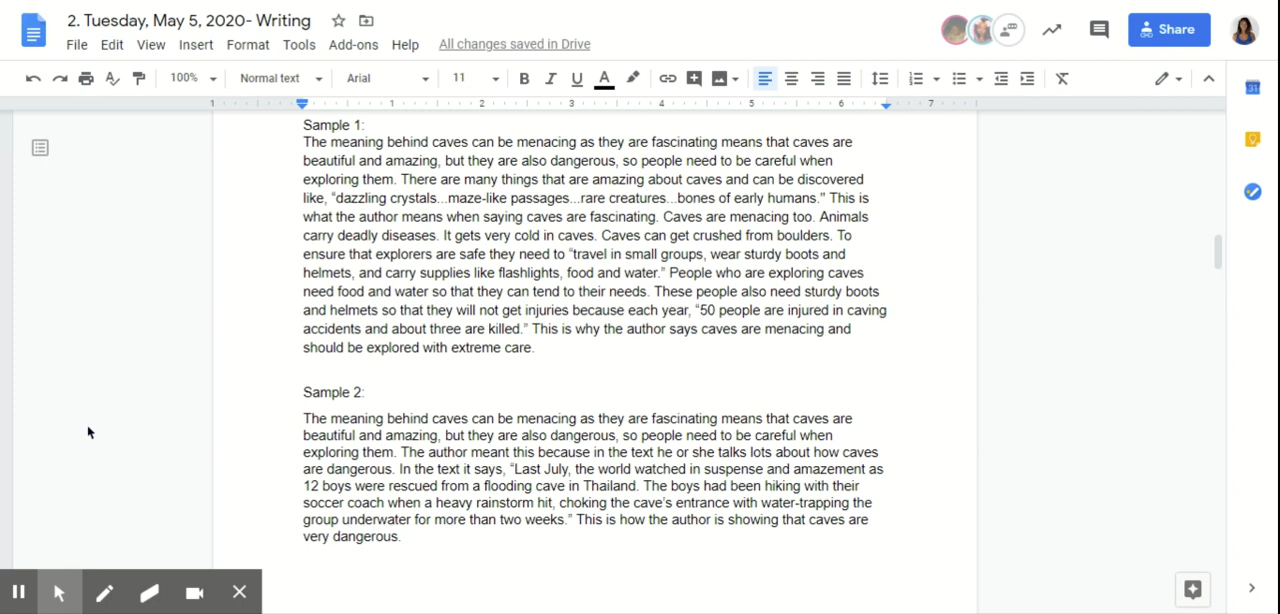 2. Tuesday, May 5, 2020- Writing
File Edit View Insert Format Tools Add-ons Help All changes saved in Drive
Share
100% Normal text Arial 11 B I U A
1 1 2 3 4 5 6 7
31
Sample 1:
The meaning behind caves can be menacing as they are fascinating means that caves are
beautiful and amazing, but they are also dangerous, so people need to be careful when
exploring them. There are many things that are amazing about caves and can be discovered
like, “dazzling crystals...maze-like passages...rare creatures...bones of early humans.” This is
what the author means when saying caves are fascinating. Caves are menacing too. Animals
carry deadly diseases. It gets very cold in caves. Caves can get crushed from boulders. To
ensure that explorers are safe they need to “travel in small groups, wear sturdy boots and
helmets, and carry supplies like flashlights, food and water.” People who are exploring caves
need food and water so that they can tend to their needs. These people also need sturdy boots
and helmets so that they will not get injuries because each year, “50 people are injured in caving
accidents and about three are killed.” This is why the author says caves are menacing and
should be explored with extreme care.
Sample 2:
The meaning behind caves can be menacing as they are fascinating means that caves are
beautiful and amazing, but they are also dangerous, so people need to be careful when
exploring them. The author meant this because in the text he or she talks lots about how caves
are dangerous. In the text it says, “Last July, the world watched in suspense and amazement as
12 boys were rescued from a flooding cave in Thailand. The boys had been hiking with their
soccer coach when a heavy rainstorm hit, choking the cave’s entrance with water-trapping the
group underwater for more than two weeks.” This is how the author is showing that caves are
very dangerous.